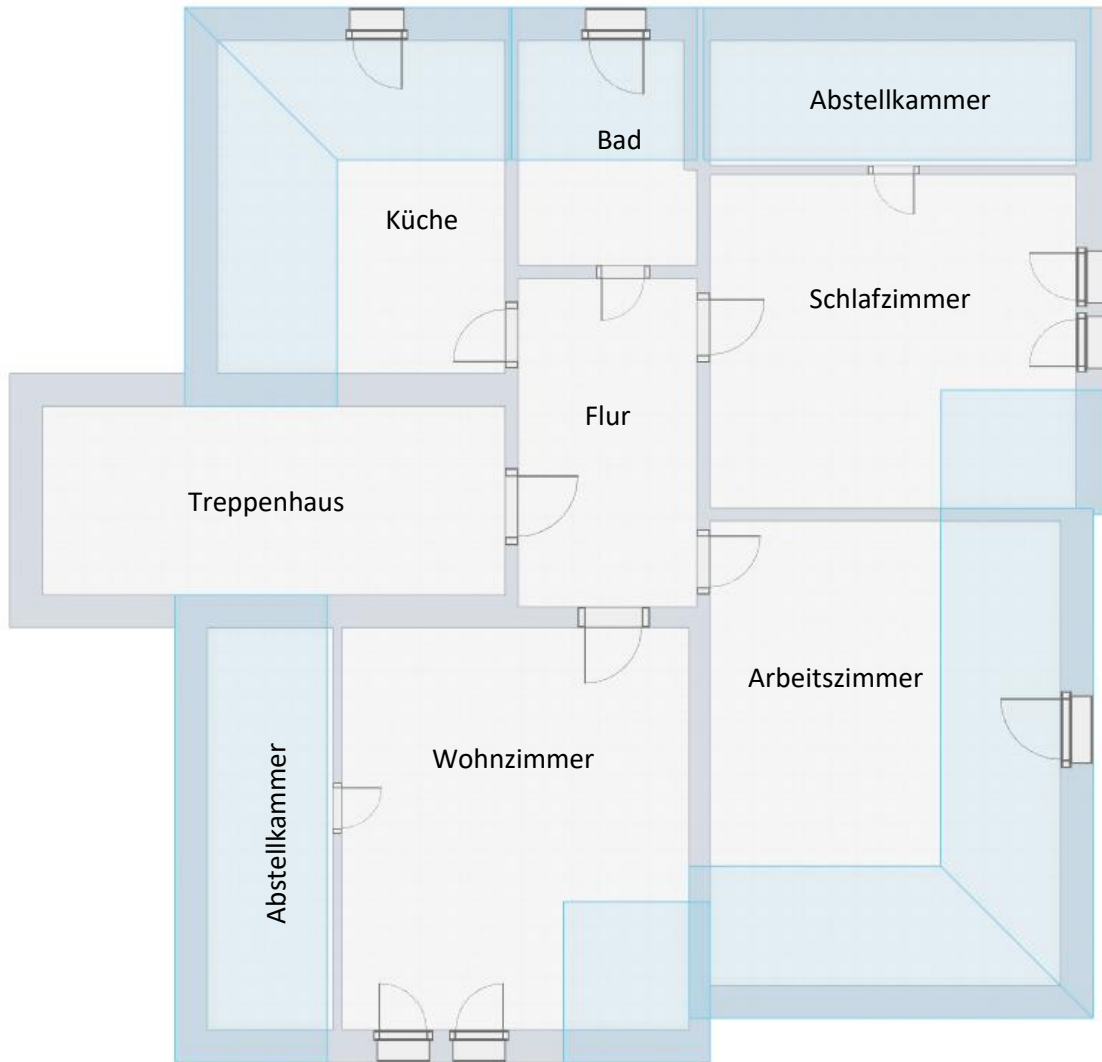 Abstellkammer
Bad
Küche
Schlafzimmer
Flur
Treppenhaus
Arbeitszimmer
Wohnzimmer
Abstellkammer